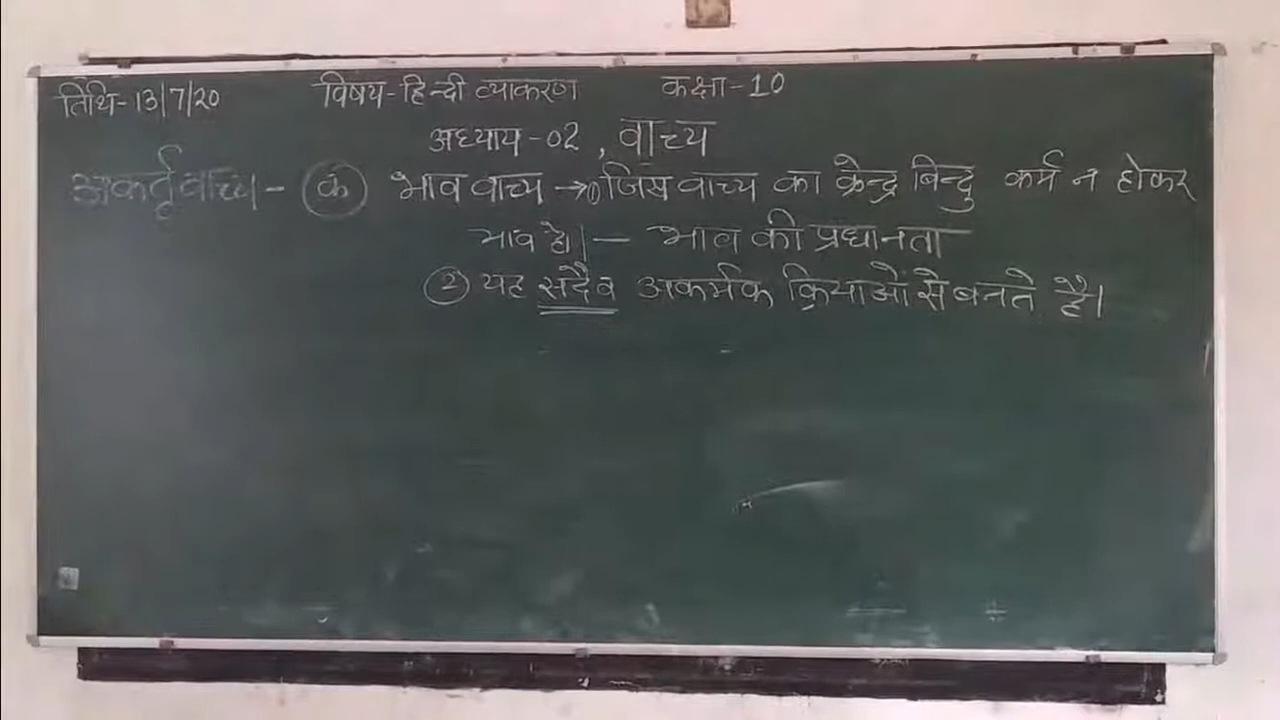 तिथि-13/7/20 विषय-हिन्दी व्याकरण कक्षा-10
अध्याय-02, वाच्य
अकर्तृवाच्य- (क) भाव वाच्य →① जिस वाच्य का केन्द्र बिन्दु कर्म न होकर
भाव हो।— भाव की प्रधानता
② यह सदैव अकर्मक क्रियाओं से बनते है।